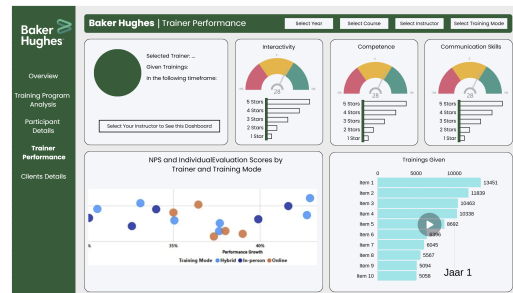 Baker Hughes
Overview
Training Program Analysis
Participant Details
Trainer Performance
Clients Details
Baker Hughes | Trainer Performance
Select Year
Select Course
Select Instructor
Select Training Mode
Selected Trainer: ...
Given Trainings:
In the following timeframe:
Select Your Instructor to See this Dashboard
Interactivity
28
5 Stars
4 Stars
3 Stars
2 Stars
1 Star
Competence
28
5 Stars
4 Stars
3 Stars
2 Stars
1 Star
Communication Skills
28
5 Stars
4 Stars
3 Stars
2 Stars
1 Star
NPS and IndividualEvaluation Scores by
Trainer and Training Mode
35%
40%
Performance Growth
Training Mode Hybrid In-person Online
Trainings Given
0 5000 10000
Item 1 13451
Item 2 11839
Item 3 10463
Item 4 10338
Item 5 8692
Item 6
Item 7 6045
Item 8 5567
Item 9 5094
Item 10 5058
Jaar 1